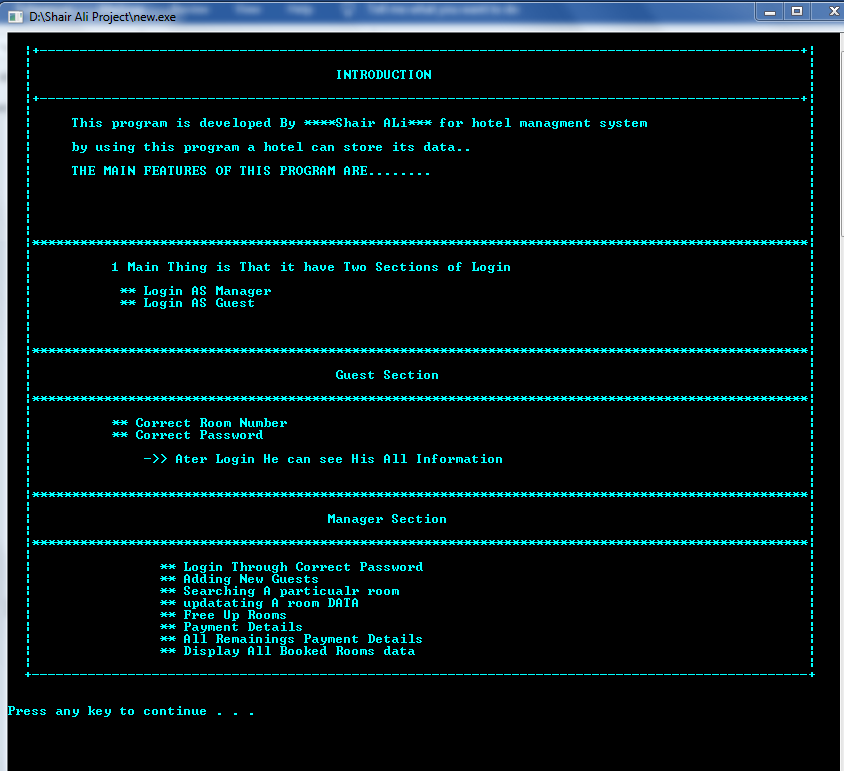 D:\Shair Ali Project\new.exe
INTRODUCTION
This program is developed By ****Shair ALi*** for hotel managment system
by using this program a hotel can store its data..
THE MAIN FEATURES OF THIS PROGRAM ARE........
1 Main Thing is That it have Two Sections of Login
** Login AS Manager
** Login AS Guest
Guest Section
** Correct Room Number
** Correct Password
->> Ater Login He can see His All Information
Manager Section
** Login Through Correct Password
** Adding New Guests
** Searching A particualr room
** updatating A room DATA
** Free Up Rooms
** Payment Details
** All Remainings Payment Details
** Display All Booked Rooms data
Press any key to continue . . .